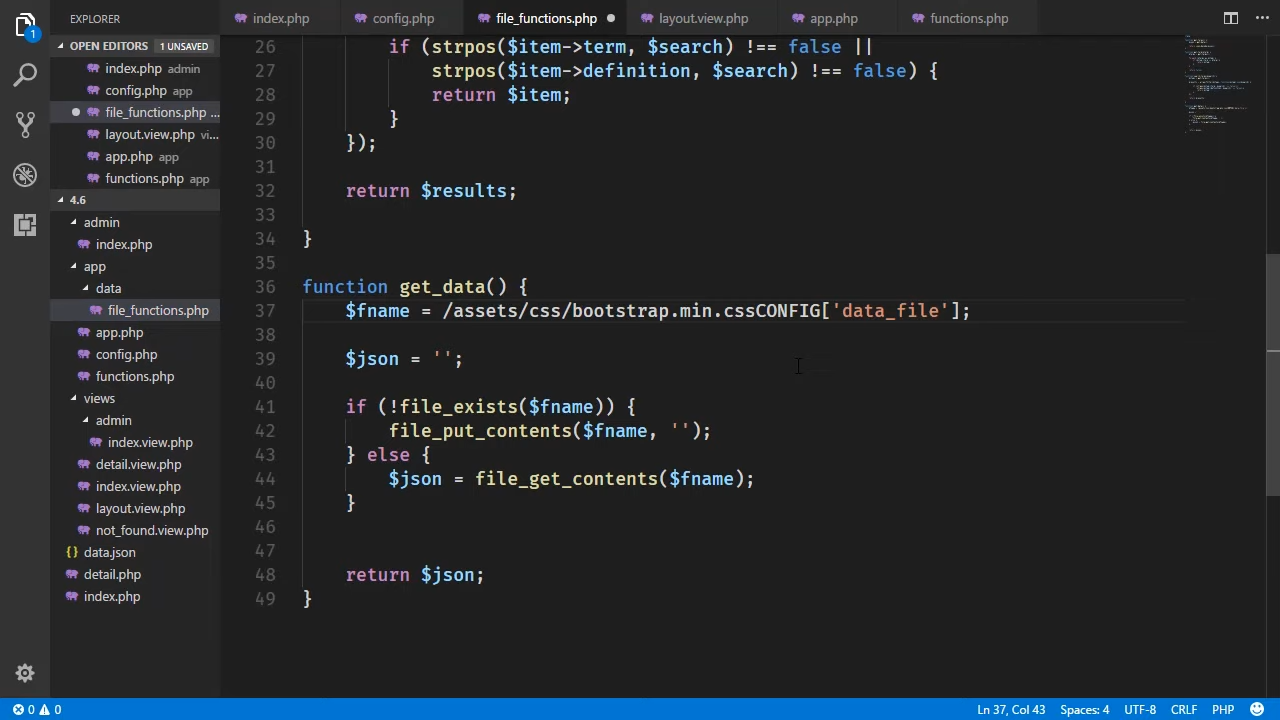 EXPLORER
index.php
config.php
file_functions.php
layout.view.php
app.php
functions.php
1
OPEN EDITORS 1 UNSAVED
index.php admin
config.php app
file_functions.php ...
layout.view.php vi...
app.php app
functions.php app
4.6
admin
index.php
app
data
file_functions.php
app.php
config.php
functions.php
views
admin
index.view.php
detail.view.php
index.view.php
layout.view.php
not_found.view.php
{} data.json
detail.php
index.php
26 if (strpos($item->term, $search) !== false ||
27 strpos($item->definition, $search) !== false) {
28 return $item;
29 }
30 });
31
32 return $results;
33
34 }
35
36 function get_data() {
37 $fname = /assets/css/bootstrap.min.cssCONFIG['data_file'];
38
39 $json = '';
40
41 if (!file_exists($fname)) {
42 file_put_contents($fname, '');
43 } else {
44 $json = file_get_contents($fname);
45 }
46
47
48 return $json;
49 }
0 0
Ln 37, Col 43
Spaces: 4
UTF-8
CRLF
PHP